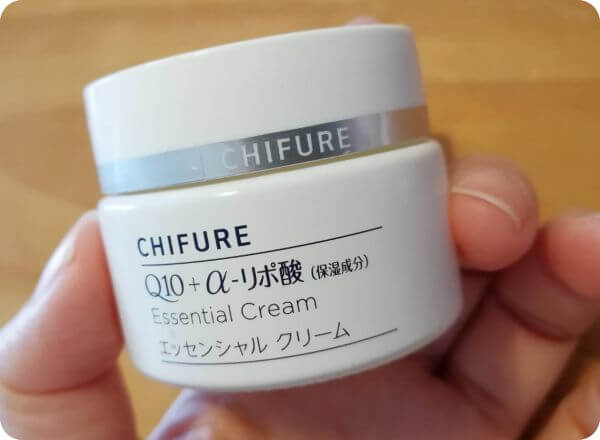 CHIFURE
CHIFURE
Q10+α-リポ酸(保湿成分)
Essential Cream
エッセンシャル クリーム